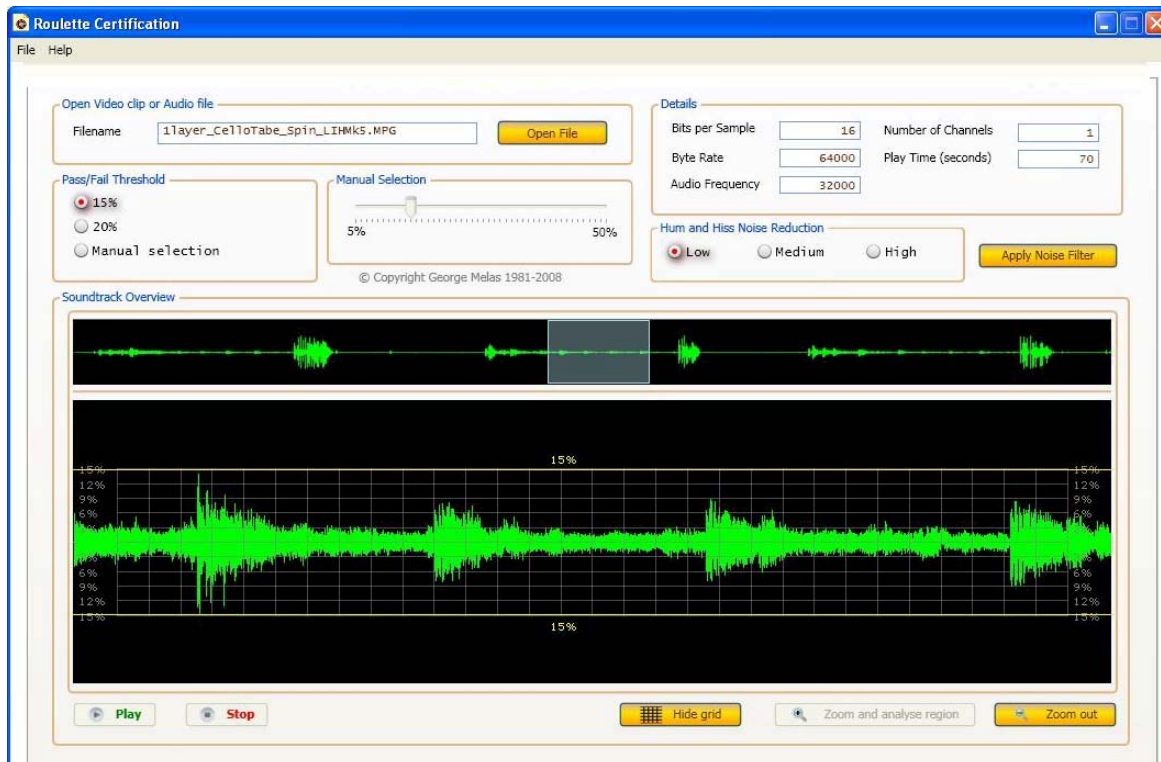 Roulette Certification
File Help
Open Video clip or Audio file
Filename 1layer_CelloTabe_Spin_LIHMk5.MPG Open File
Details
Bits per Sample 16 Number of Channels 1
Byte Rate 64000 Play Time (seconds) 70
Audio Frequency 32000
Pass/Fail Threshold
15%
20%
Manual selection
Manual Selection
5% 50%
© Copyright George Melas 1981-2008
Hum and Hiss Noise Reduction
Low Medium High Apply Noise Filter
Soundtrack Overview
15%
15% 15%
12% 12%
9% 9%
6% 6%
6% 6%
9% 9%
12% 12%
15% 15%
15%
Play Stop Hide grid Zoom and analyse region Zoom out